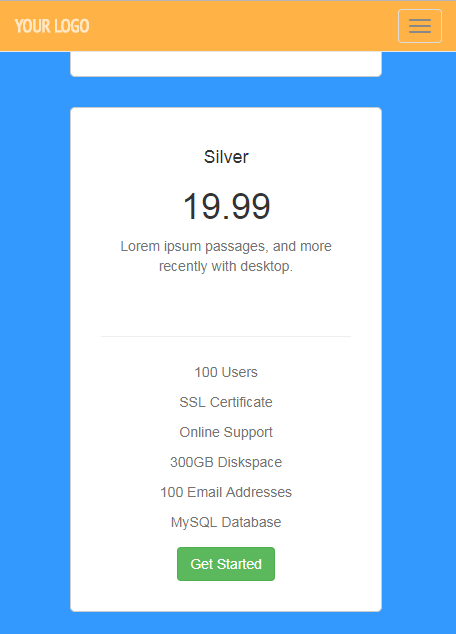 YOUR LOGO
Silver
19.99
Lorem ipsum passages, and more
recently with desktop.
100 Users
SSL Certificate
Online Support
300GB Diskspace
100 Email Addresses
MySQL Database
Get Started